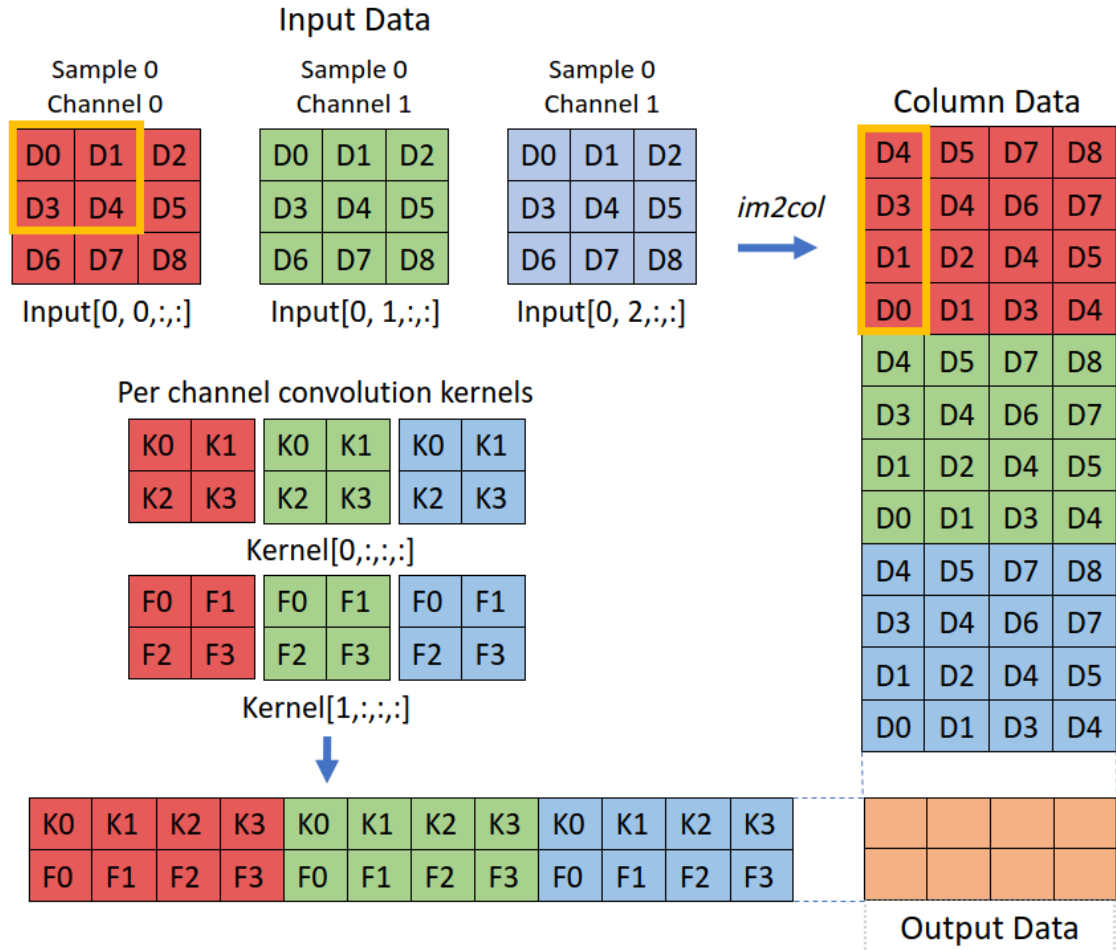 Input Data
Sample 0
Channel 0
Sample 0
Channel 1
Sample 0
Channel 1
D0 D1 D2
D3 D4 D5
D6 D7 D8
Input[0, 0,:,:]
D0 D1 D2
D3 D4 D5
D6 D7 D8
Input[0, 1,:,:]
D0 D1 D2
D3 D4 D5
D6 D7 D8
Input[0, 2,:,:]
im2col
Column Data
D4 D5 D7 D8
D3 D4 D6 D7
D1 D2 D4 D5
D0 D1 D3 D4
D4 D5 D7 D8
D3 D4 D6 D7
D1 D2 D4 D5
D0 D1 D3 D4
D4 D5 D7 D8
D3 D4 D6 D7
D1 D2 D4 D5
D0 D1 D3 D4
Per channel convolution kernels
K0 K1 K0 K1 K0 K1
K2 K3 K2 K3 K2 K3
Kernel[0,:,:,:]
F0 F1 F0 F1 F0 F1
F2 F3 F2 F3 F2 F3
Kernel[1,:,:,:]
K0 K1 K2 K3 K0 K1 K2 K3 K0 K1 K2 K3
F0 F1 F2 F3 F0 F1 F2 F3 F0 F1 F2 F3
Output Data